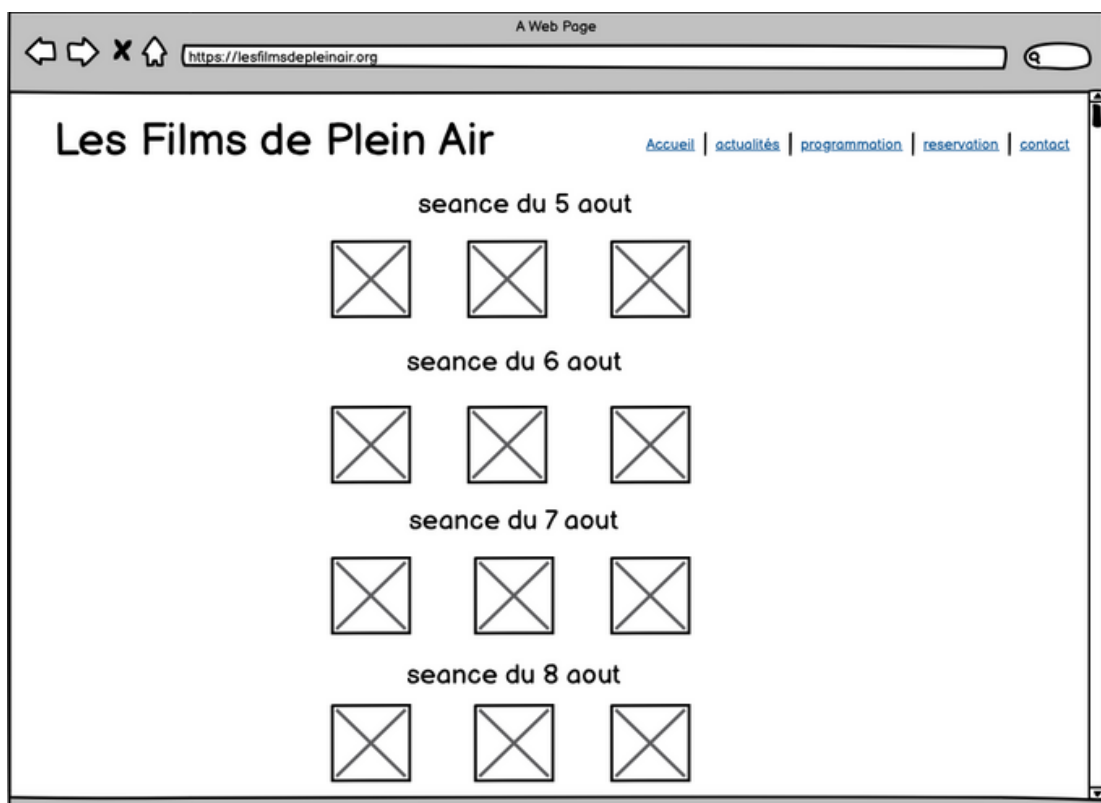 A Web Page
https://lesfilmsdepleinair.org
Les Films de Plein Air
Accueil | actualités | programmation | reservation | contact
seance du 5 aout
seance du 6 aout
seance du 7 aout
seance du 8 aout